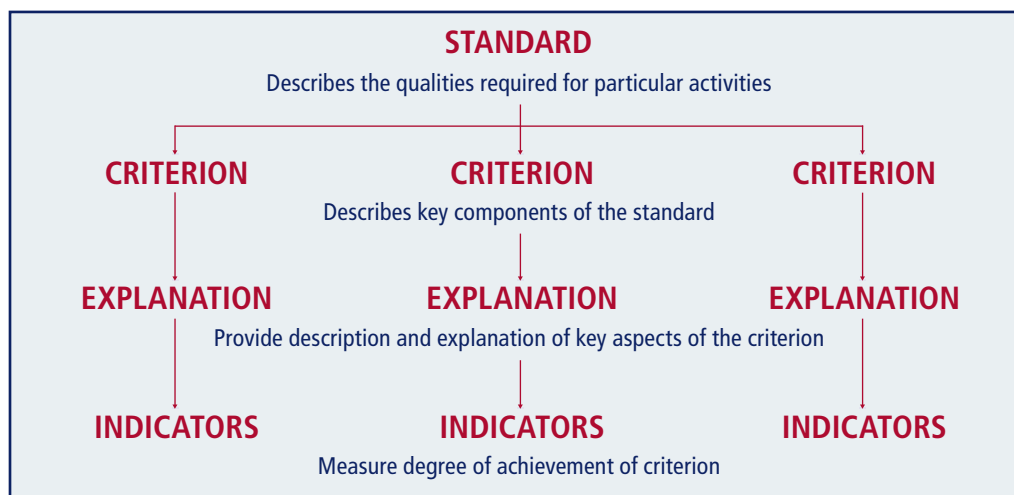 STANDARD
Describes the qualities required for particular activities
CRITERION CRITERION CRITERION
Describes key components of the standard
EXPLANATION EXPLANATION EXPLANATION
Provide description and explanation of key aspects of the criterion
INDICATORS INDICATORS INDICATORS
Measure degree of achievement of criterion